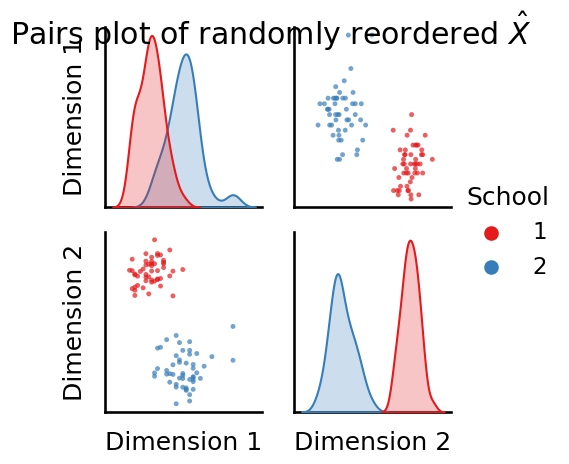 Pairs plot of randomly reordered X̂
Dimension 1
School
1
2
Dimension 2
Dimension 1
Dimension 2